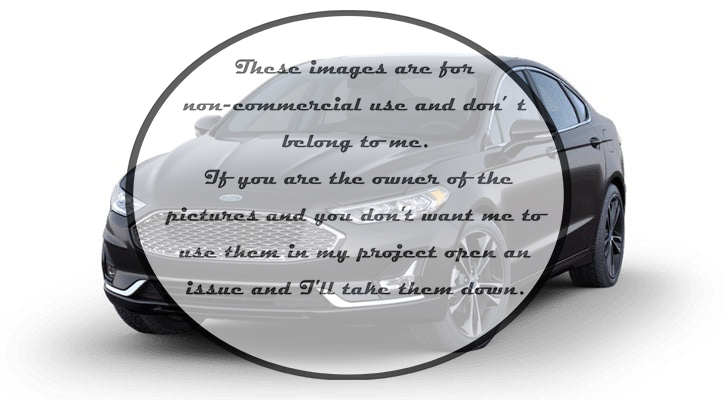 These images are for
non-commercial use and don't
belong to me.
If you are the owner of the
pictures and you don't want me to
use them in my project open an
issue and I'll take them down.